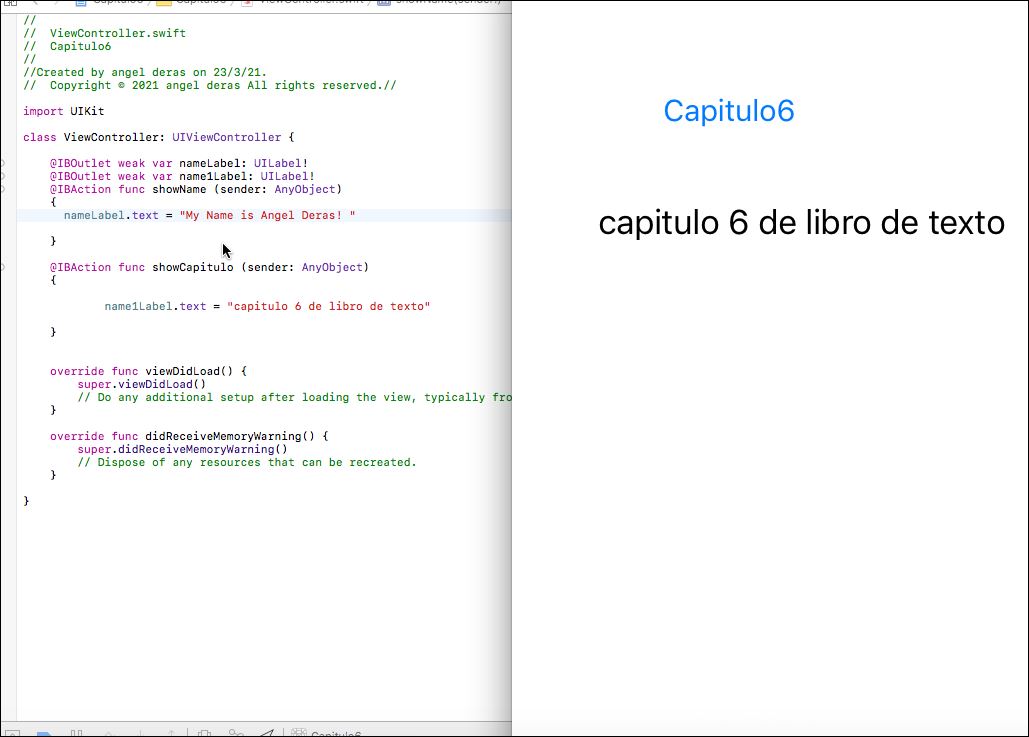 //
//  ViewController.swift
//  Capitulo6
//
//Created by angel deras on 23/3/21.
//  Copyright © 2021 angel deras All rights reserved.//
import UIKit
class ViewController: UIViewController {
@IBOutlet weak var nameLabel: UILabel!
@IBOutlet weak var name1Label: UILabel!
@IBAction func showName (sender: AnyObject)
{
nameLabel.text = "My Name is Angel Deras! "
}
@IBAction func showCapitulo (sender: AnyObject)
{
name1Label.text = "capitulo 6 de libro de texto"
}
override func viewDidLoad() {
super.viewDidLoad()
// Do any additional setup after loading the view, typically fro
}
override func didReceiveMemoryWarning() {
super.didReceiveMemoryWarning()
// Dispose of any resources that can be recreated.
}
}
Capitulo6
Capitulo6
capitulo 6 de libro de texto